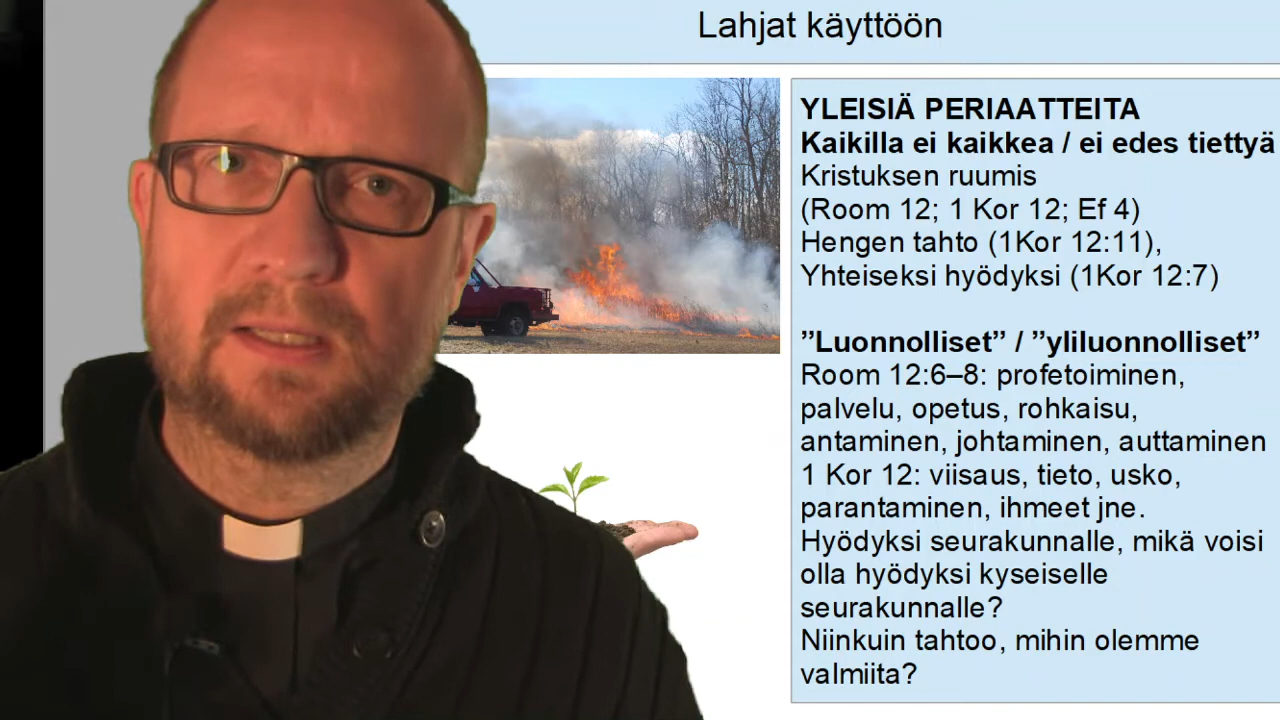 Lahjat käyttöön
YLEISIÄ PERIAATTEITA
Kaikilla ei kaikkea / ei edes tiettyä
Kristuksen ruumis
(Room 12; 1 Kor 12; Ef 4)
Hengen tahto (1Kor 12:11),
Yhteiseksi hyödyksi (1Kor 12:7)
”Luonnolliset” / ”yliluonnolliset”
Room 12:6–8: profetoiminen,
palvelu, opetus, rohkaisu,
antaminen, johtaminen, auttaminen
1 Kor 12: viisaus, tieto, usko,
parantaminen, ihmeet jne.
Hyödyksi seurakunnalle, mikä voisi
olla hyödyksi kyseiselle
seurakunnalle?
Niinkuin tahtoo, mihin olemme
valmiita?